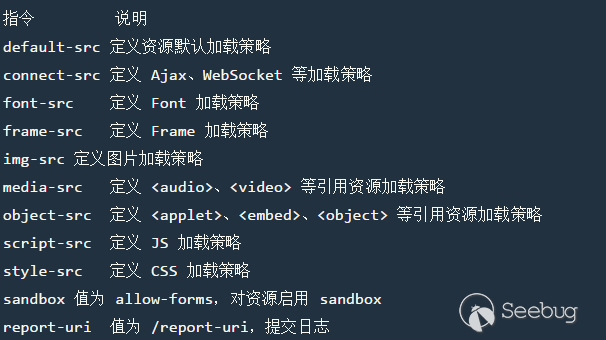 指令 说明
default-src 定义资源默认加载策略
connect-src 定义 Ajax、WebSocket 等加载策略
font-src 定义 Font 加载策略
frame-src 定义 Frame 加载策略
img-src 定义图片加载策略
media-src 定义 <audio>、<video> 等引用资源加载策略
object-src 定义 <applet>、<embed>、<object> 等引用资源加载策略
script-src 定义 JS 加载策略
style-src 定义 CSS 加载策略
sandbox 值为 allow-forms，对资源启用 sandbox
report-uri 值为 /report-uri，提交日志
Seebug